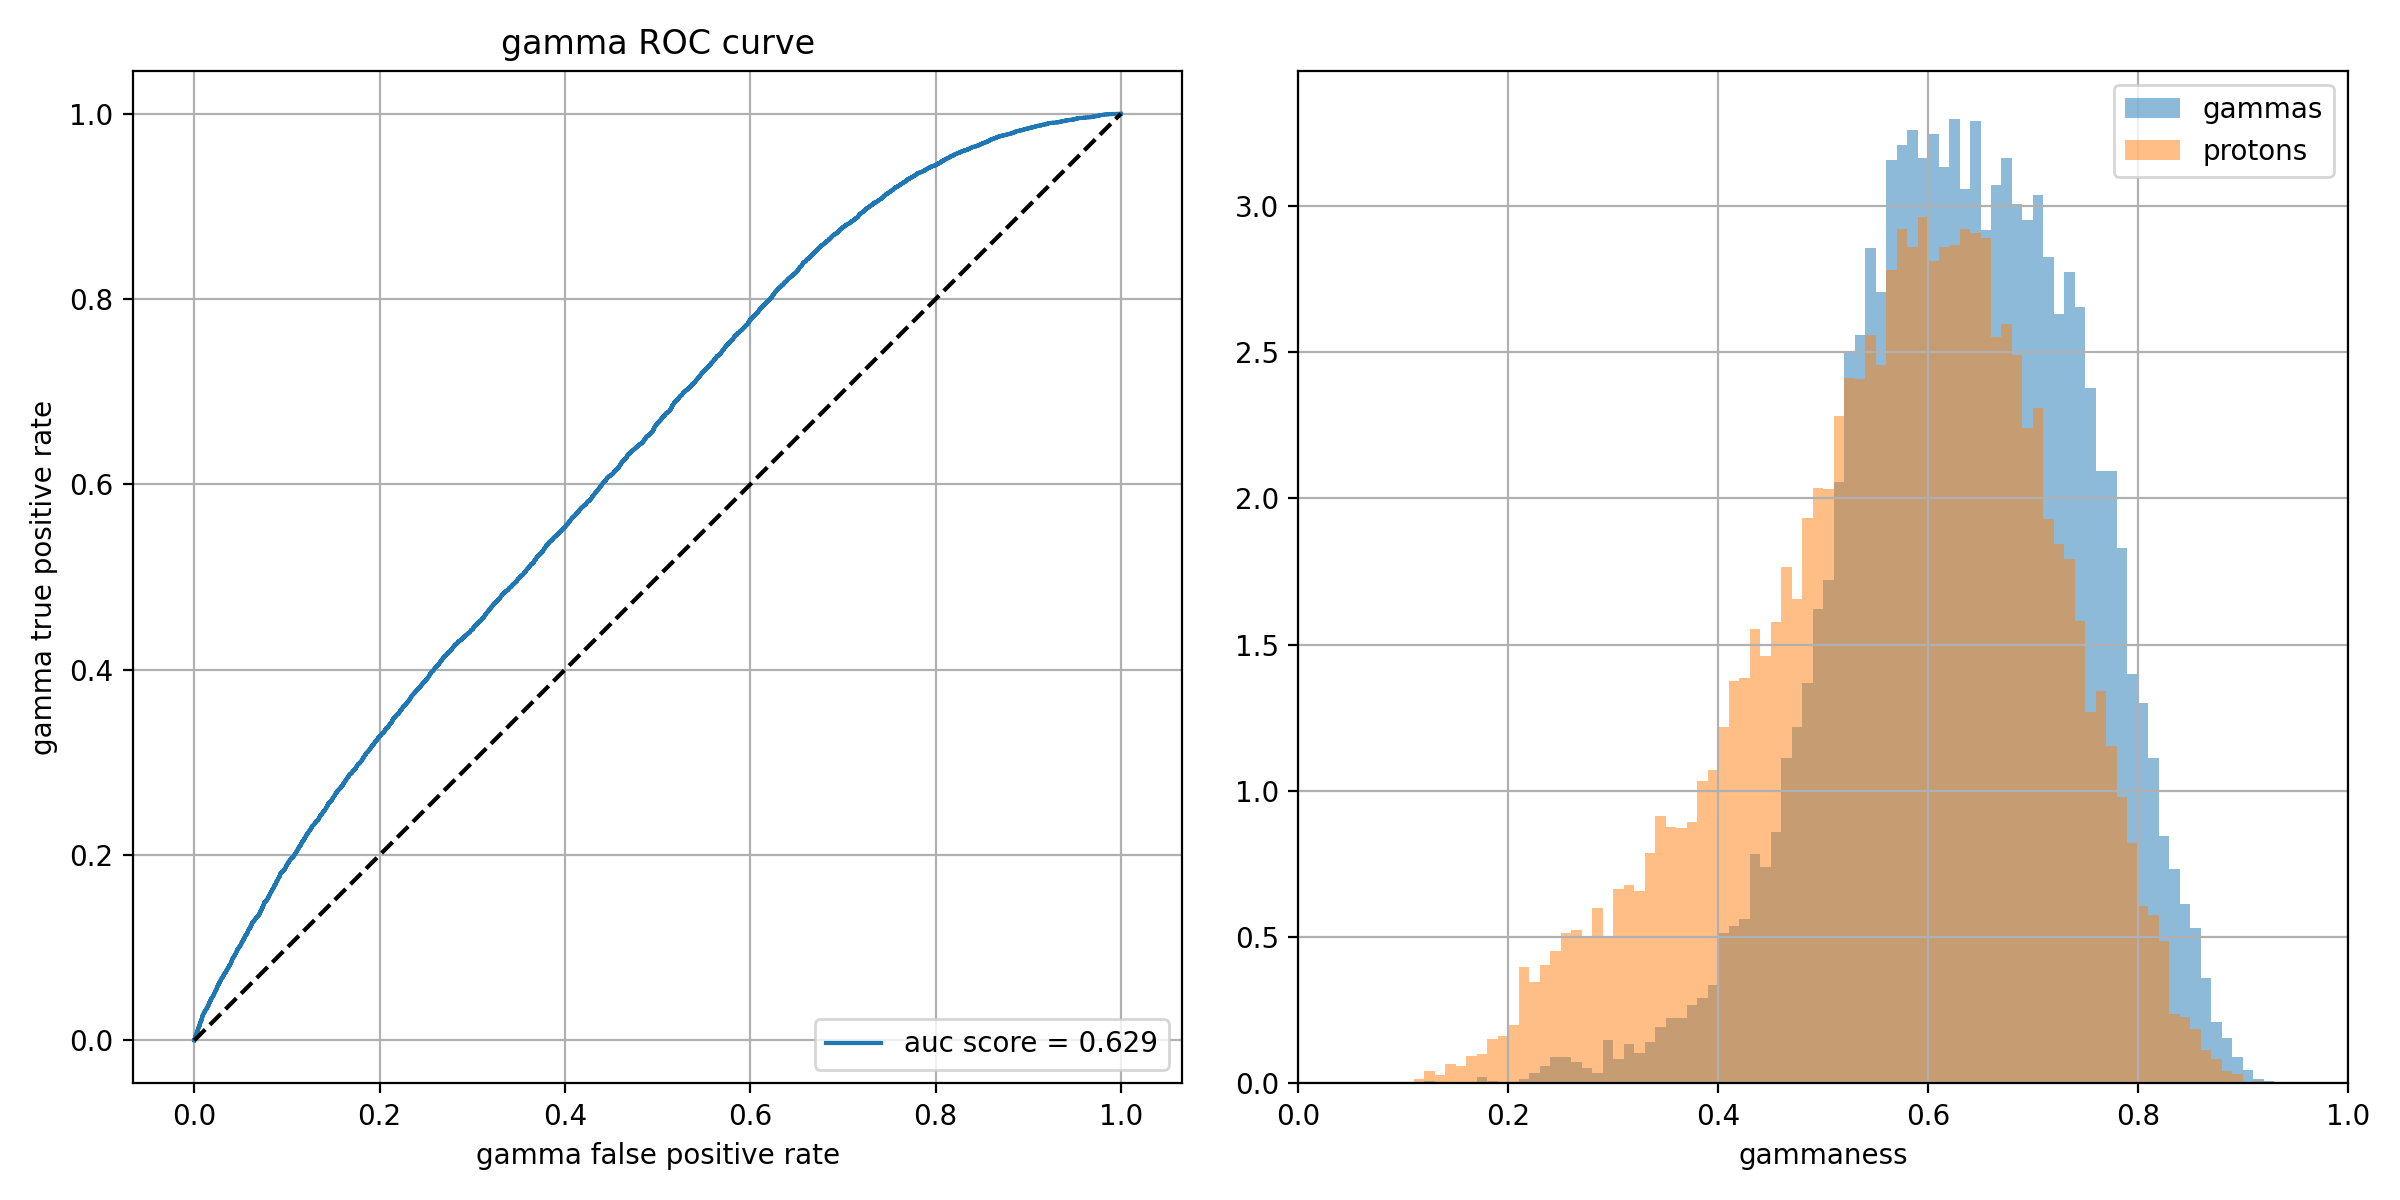 gamma ROC curve
1.0
0.8
0.6
0.4
0.2
0.0
gamma true positive rate
0.0 0.2 0.4 0.6 0.8 1.0
gamma false positive rate
auc score = 0.629
gammas
protons
3.0
2.5
2.0
1.5
1.0
0.5
0.0
0.0 0.2 0.4 0.6 0.8 1.0
gammaness